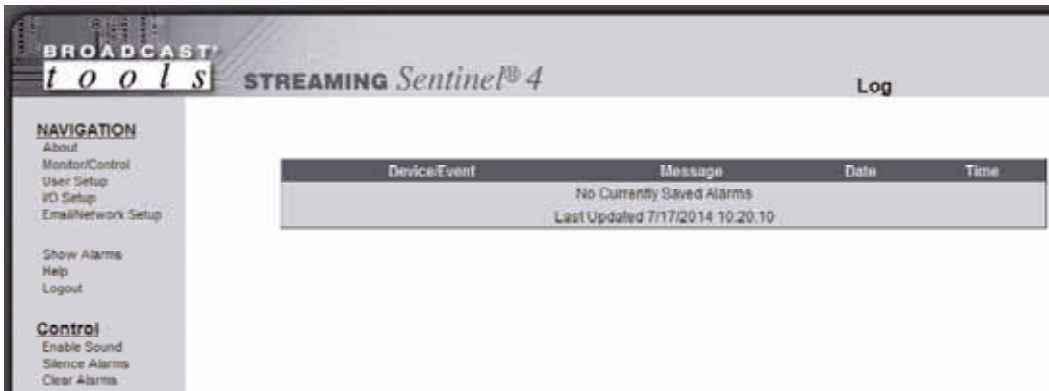 BROADCAST®
tools
STREAMING Sentinel® 4
Log
NAVIGATION
About
Monitor/Control
User Setup
I/O Setup
Email/Network Setup
Show Alarms
Help
Logout
Control
Enable Sound
Silence Alarms
Clear Alarms
Device/Event Message Date Time
No Currently Saved Alarms
Last Updated 7/17/2014 10:20:10